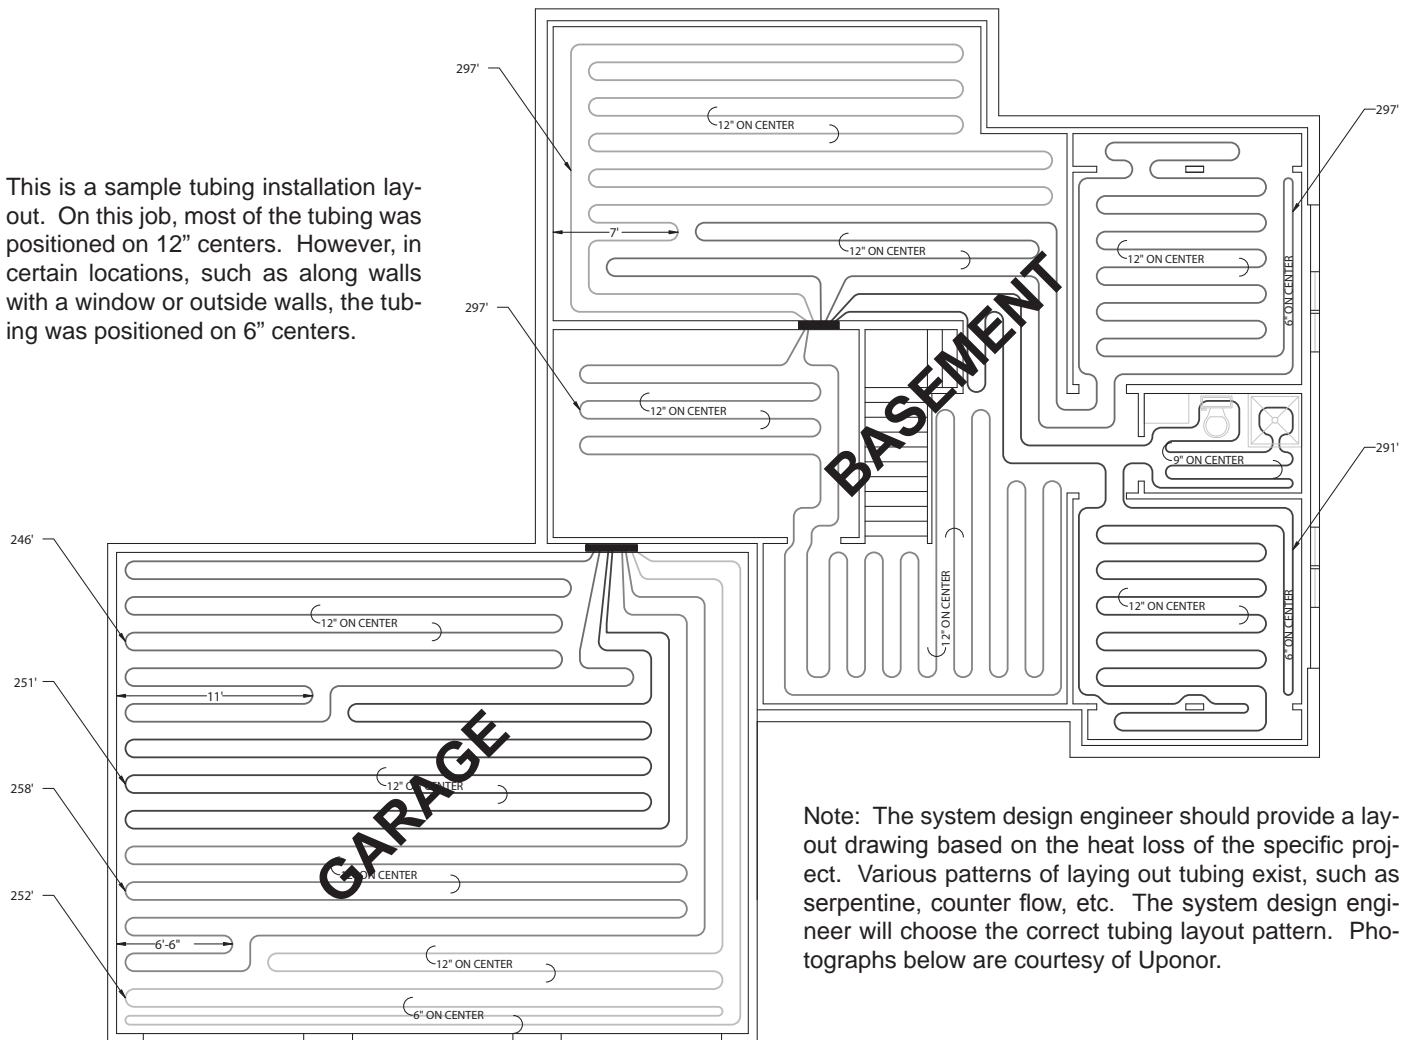 This is a sample tubing installation lay-
out. On this job, most of the tubing was
positioned on 12” centers. However, in
certain locations, such as along walls
with a window or outside walls, the tub-
ing was positioned on 6” centers.
297'
12" ON CENTER
7'
12" ON CENTER
297'
12" ON CENTER
6" ON CENTER
297'
12" ON CENTER
BASEMENT
9" ON CENTER
291'
12" ON CENTER
12" ON CENTER
6" ON CENTER
246'
12" ON CENTER
251'
11'
12" ON CENTER
GARAGE
258'
12" ON CENTER
252'
6'-6"
12" ON CENTER
6" ON CENTER
Note: The system design engineer should provide a lay-
out drawing based on the heat loss of the specific proj-
ect. Various patterns of laying out tubing exist, such as
serpentine, counter flow, etc. The system design engi-
neer will choose the correct tubing layout pattern. Pho-
tographs below are courtesy of Uponor.